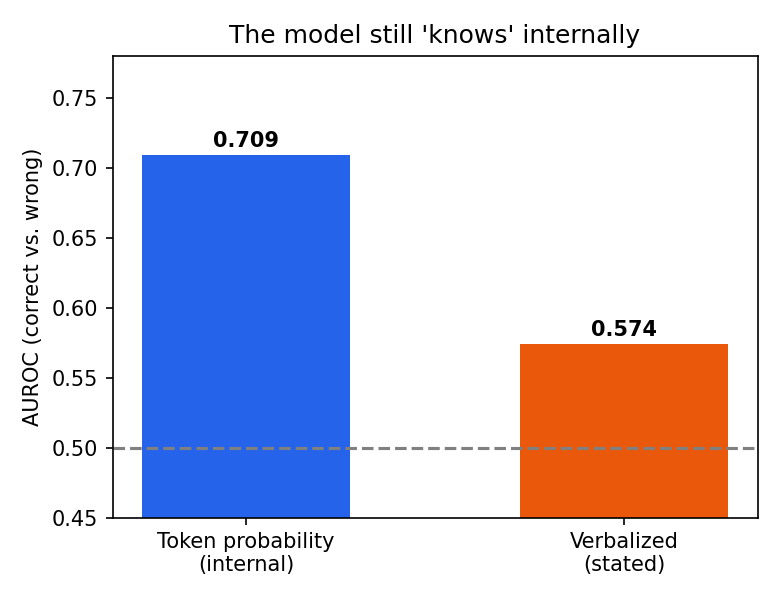 The model still 'knows' internally
AUROC (correct vs. wrong)
0.75
0.70
0.65
0.60
0.55
0.50
0.45
0.709
0.574
Token probability
(internal)
Verbalized
(stated)